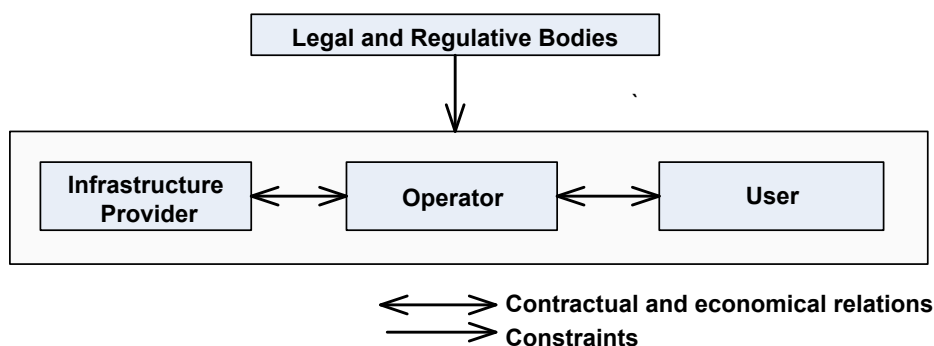 Legal and Regulative Bodies
`
Infrastructure
Provider
Operator
User
Contractual and economical relations
Constraints